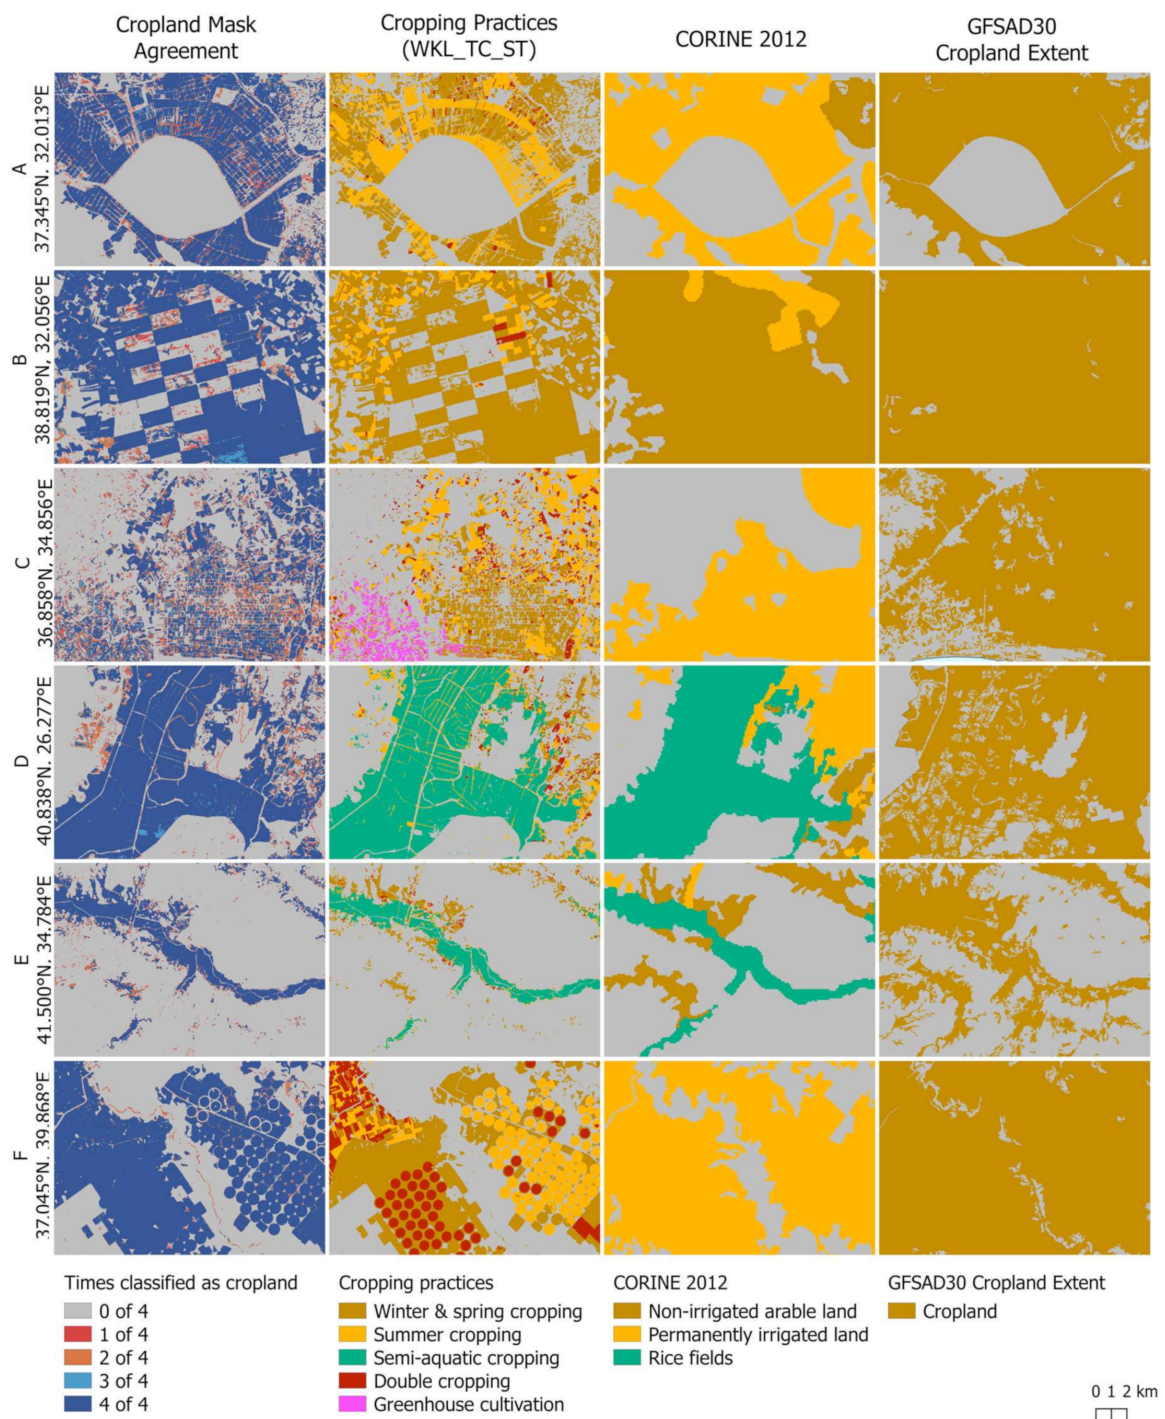 Cropland Mask
Agreement
Cropping Practices
(WKL_TC_ST)
CORINE 2012
GFSAD30
Cropland Extent
A
37.345°N. 32.013°E
B
38.819°N, 32.056°E
C
36.858°N, 34.856°E
D
40.838°N, 26.277°E
E
41.500°N. 34.784°E
F
37.045°N. 39.868°E
Times classified as cropland
0 of 4
1 of 4
2 of 4
3 of 4
4 of 4
Cropping practices
Winter & spring cropping
Summer cropping
Semi-aquatic cropping
Double cropping
Greenhouse cultivation
CORINE 2012
Non-irrigated arable land
Permanently irrigated land
Rice fields
GFSAD30 Cropland Extent
Cropland
0 1 2 km